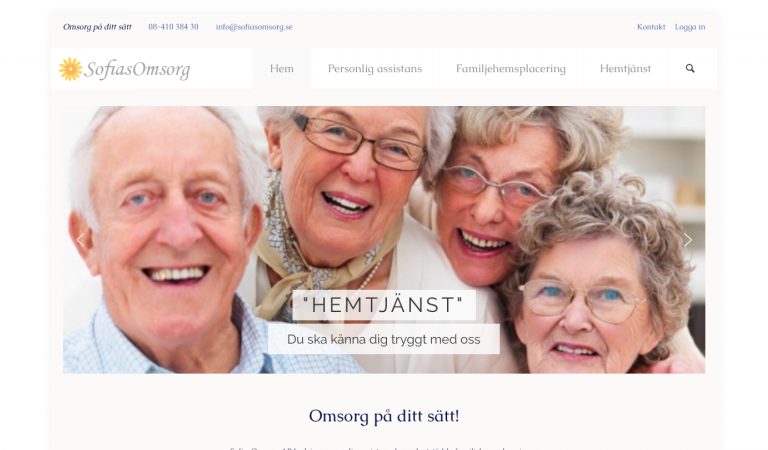 Omsorg på ditt sätt 08-410 384 30 info@sofiasomsorg.se Kontakt Logga in
SofiasOmsorg Hem Personlig assistans Familjehemsplacering Hemtjänst
"HEMTJÄNST"
Du ska känna dig tryggt med oss
Omsorg på ditt sätt!